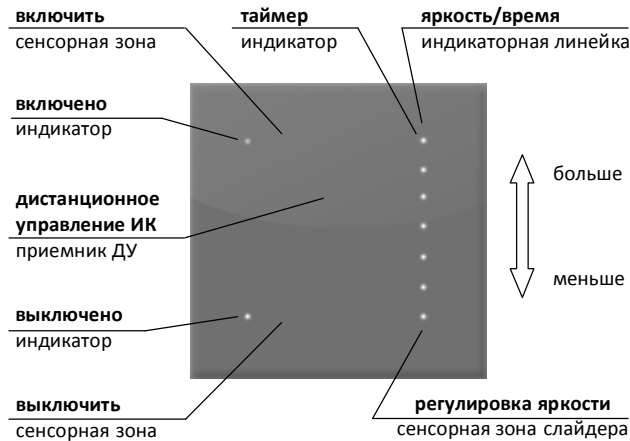 включить
сенсорная зона
таймер
индикатор
яркость/время
индикаторная линейка
включено
индикатор
дистанционное
управление ИК
приемник ДУ
больше
меньше
выключено
индикатор
выключить
сенсорная зона
регулировка яркости
сенсорная зона слайдера